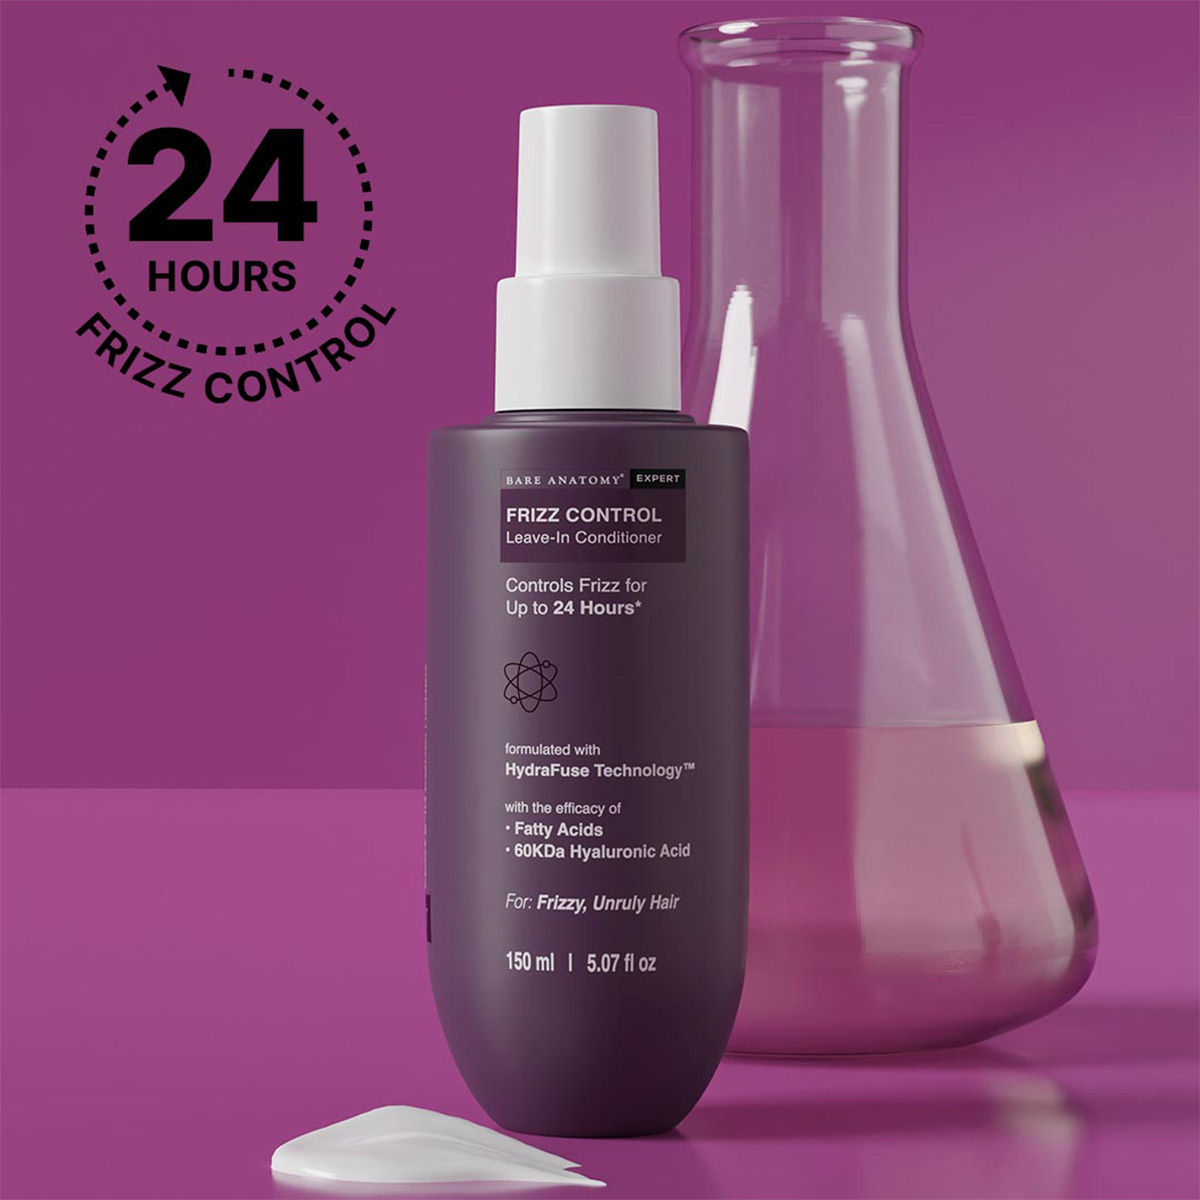 24
HOURS
FRIZZ CONTROL
BARE ANATOMY® EXPERT
FRIZZ CONTROL
Leave-In Conditioner
Controls Frizz for
Up to 24 Hours*
formulated with
HydraFuse Technology™
with the efficacy of
• Fatty Acids
• 60KDa Hyaluronic Acid
For: Frizzy, Unruly Hair
150 ml | 5.07 fl oz